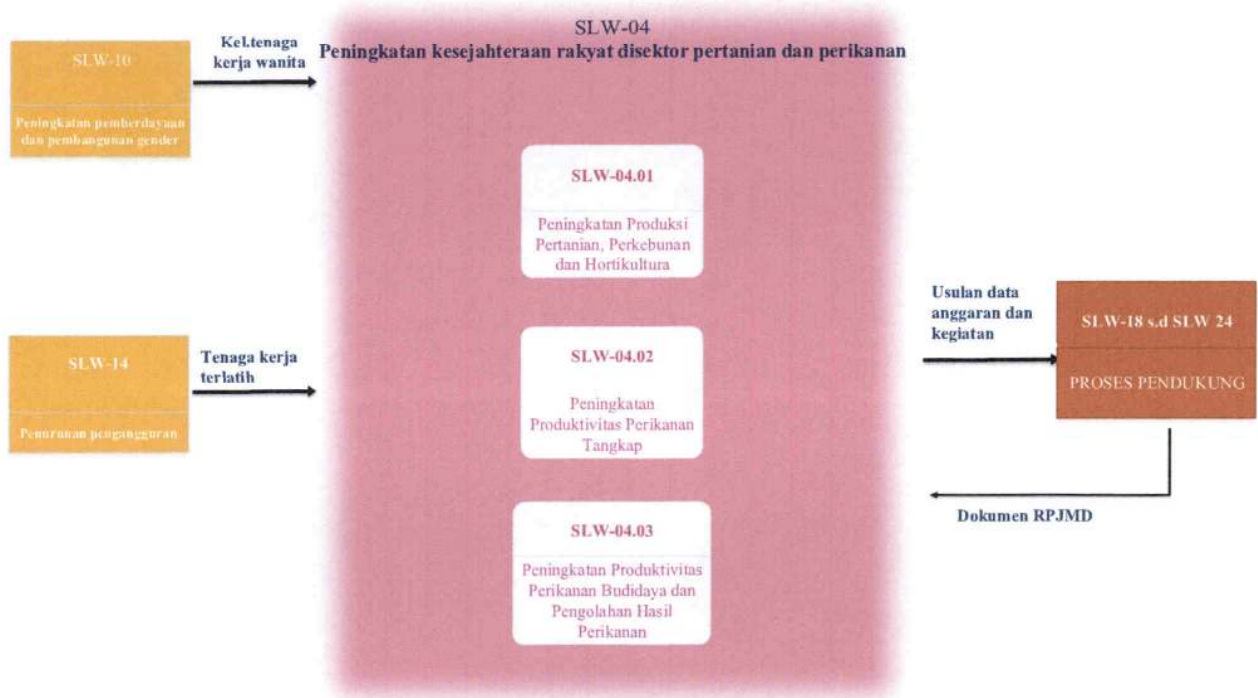 SLW-04
Peningkatan kesejahteraan rakyat disektor pertanian dan perikanan
SLW-10
Peningkatan pemberdayaan
dan pembangunan gender
Kel.tenaga
kerja wanita
SLW-04.01
Peningkatan Produksi
Pertanian, Perkebunan
dan Hortikultura
SLW-14
Penurunan pengangguran
Tenaga kerja
terlatih
SLW-04.02
Peningkatan
Produktivitas Perikanan
Tangkap
Usulan data
anggaran dan
kegiatan
SLW-18 s.d SLW 24
PROSES PENDUKUNG
Dokumen RPJMD
SLW-04.03
Peningkatan Produktivitas
Perikanan Budidaya dan
Pengolahan Hasil
Perikanan